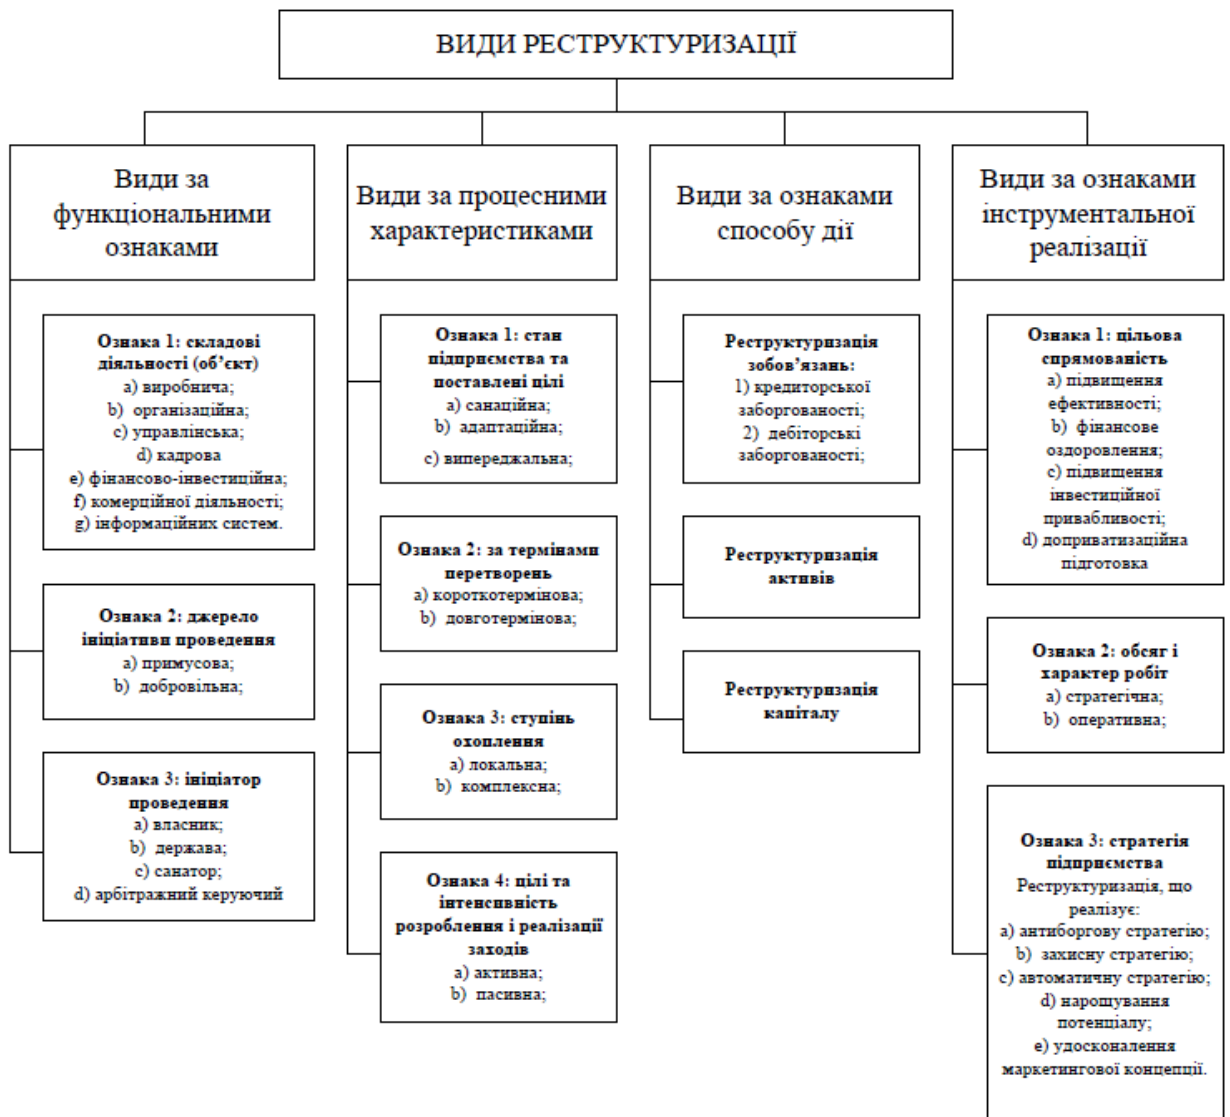 ВИДИ РЕСТРУКТУРИЗАЦІЇ
Види за
функціональними
ознаками
Ознака 1: складові
діяльності (об’єкт)
a) виробнича;
b) організаційна;
c) управлінська;
d) кадрова
e) фінансово-інвестиційна;
f) комерційної діяльності;
g) інформаційних систем.
Ознака 2: джерело
ініціативи проведення
a) примусова;
b) добровільна;
Ознака 3: ініціатор
проведення
a) власник;
b) держава;
c) санатор;
d) арбітражний керуючий
Види за процесними
характеристиками
Ознака 1: стан
підприємства та
поставлені цілі
a) санаційна;
b) адаптаційна;
c) випереджальна;
Ознака 2: за термінами
перетворень
a) короткотермінова;
b) довготермінова;
Ознака 3: ступінь
охоплення
a) локальна;
b) комплексна;
Ознака 4: цілі та
інтенсивність
розроблення і реалізації
заходів
a) активна;
b) пасивна;
Види за ознаками
способу дії
Реструктуризація
зобов’язань:
1) кредиторської
заборгованості;
2) дебіторські
заборгованості;
Реструктуризація
активів
Реструктуризація
капіталу
Види за ознаками
інструментальної
реалізації
Ознака 1: цільова
спрямованість
a) підвищення
ефективності;
b) фінансове
оздоровлення;
c) підвищення
інвестиційної
привабливості;
d) доприватизаційна
підготовка
Ознака 2: обсяг і
характер робіт
a) стратегічна;
b) оперативна;
Ознака 3: стратегія
підприємства
Реструктуризація, що
реалізує:
a) антиборгову стратегію;
b) захисну стратегію;
c) автоматичну стратегію;
d) нарощування
потенціалу;
e) удосконалення
маркетингової концепції.